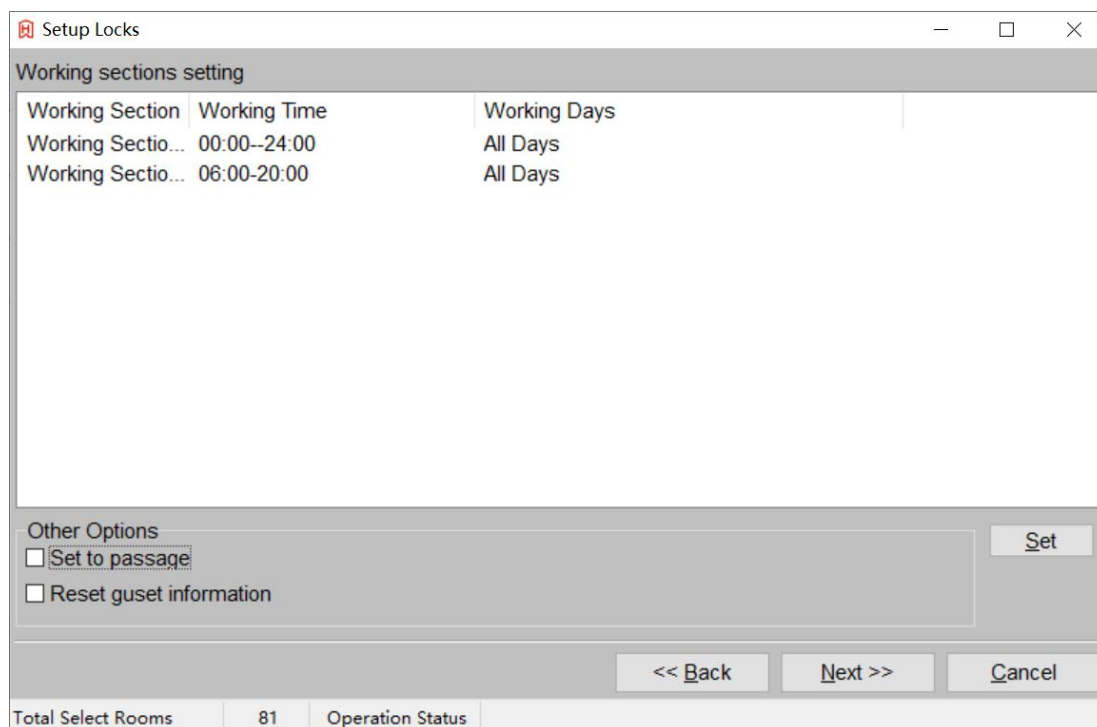 Setup Locks
Working sections setting
Working Section Working Time Working Days
Working Sectio... 00:00--24:00 All Days
Working Sectio... 06:00-20:00 All Days
Other Options
Set to passage
Set
Reset guset information
<< Back Next >> Cancel
Total Select Rooms 81 Operation Status